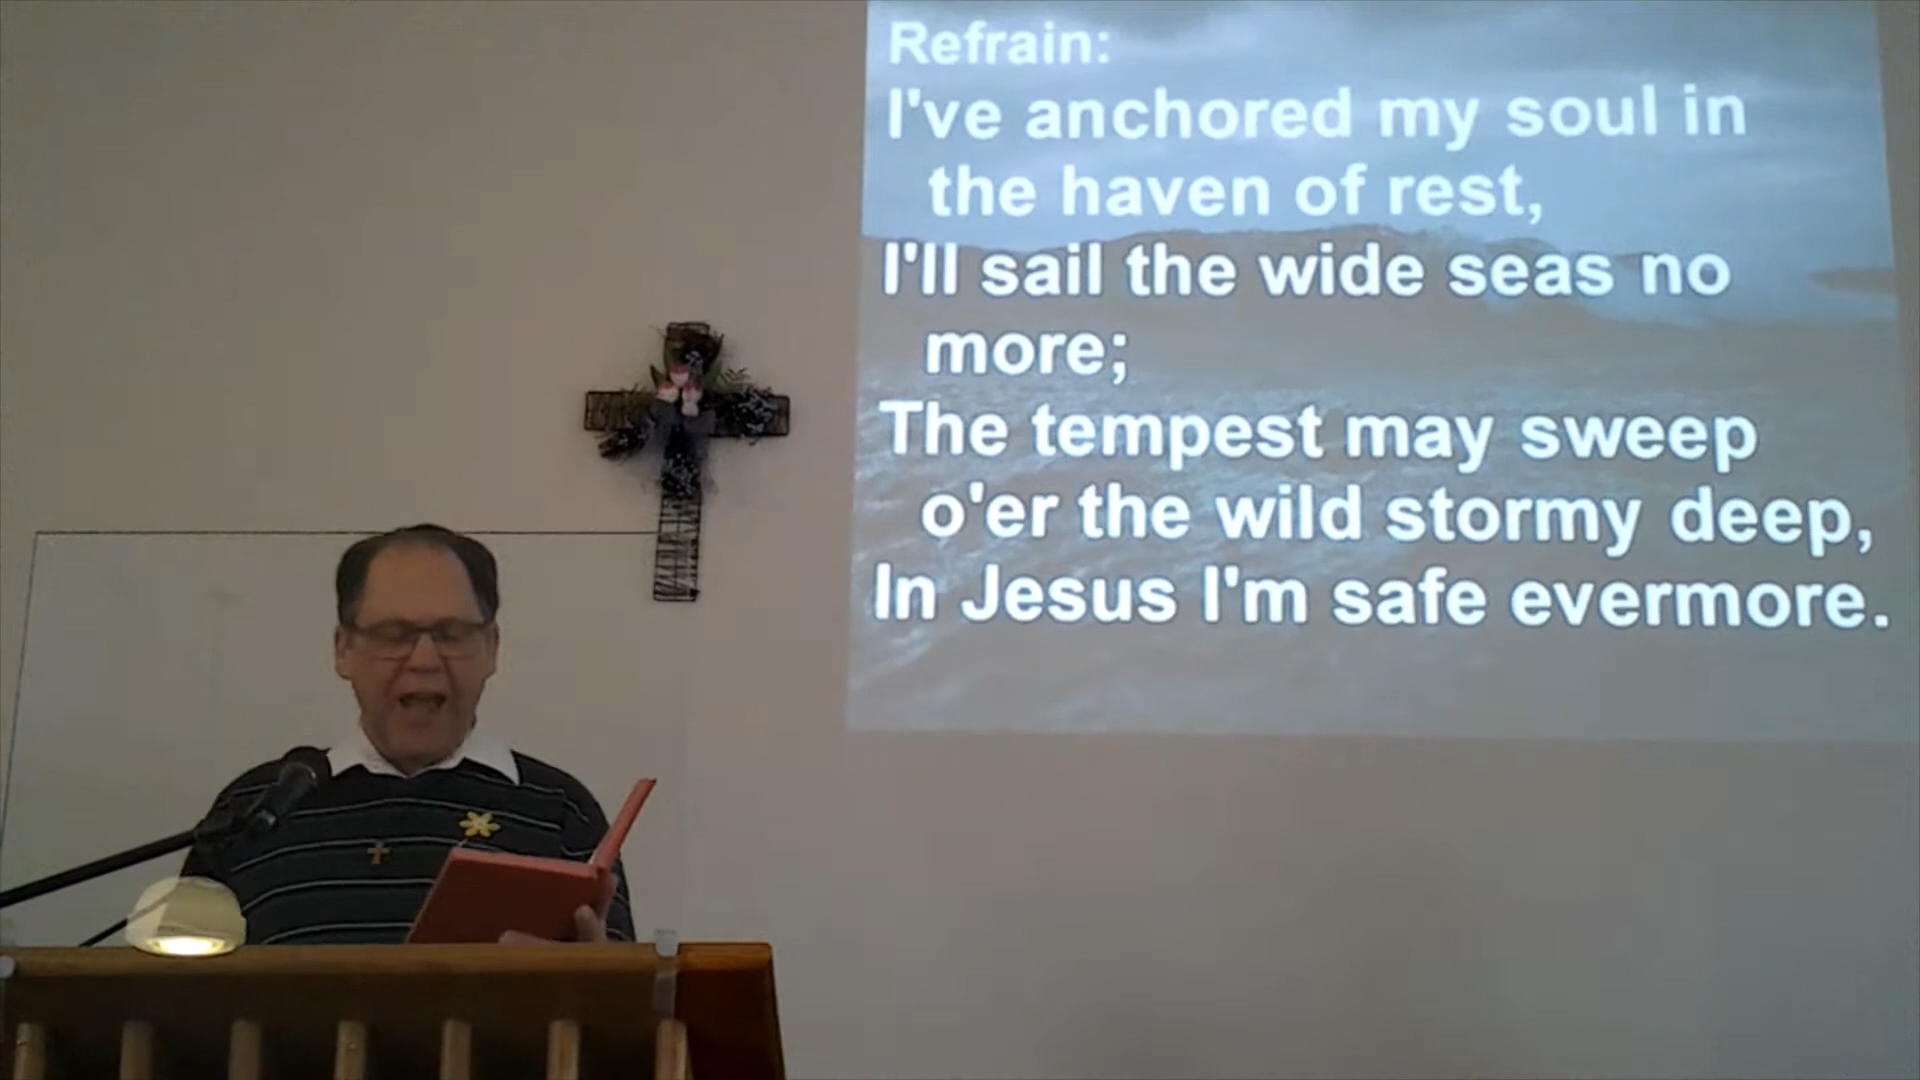 Refrain:
I've anchored my soul in
the haven of rest,
I'll sail the wide seas no
more;
The tempest may sweep
o'er the wild stormy deep,
In Jesus I'm safe evermore.